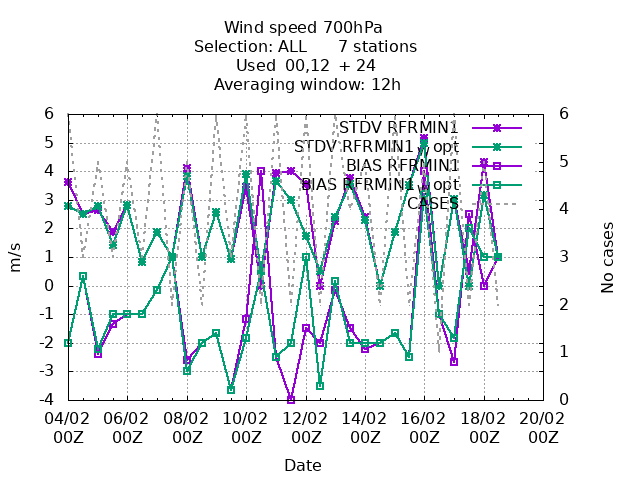 Wind speed 700hPa
Selection: ALL 7 stations
Used 00,12 + 24
Averaging window: 12h
STDV RFRMIN1
STDV RFRMIN1_opt
BIAS RFRMIN1
BIAS RFRMIN1_opt
CASES
6
5
4
3
2
1
0
-1
-2
-3
-4
m/s
6
5
4
3
2
1
0
No cases
04/02 06/02 08/02 10/02 12/02 14/02 16/02 18/02 20/02
00Z 00Z 00Z 00Z 00Z 00Z 00Z 00Z 00Z
Date